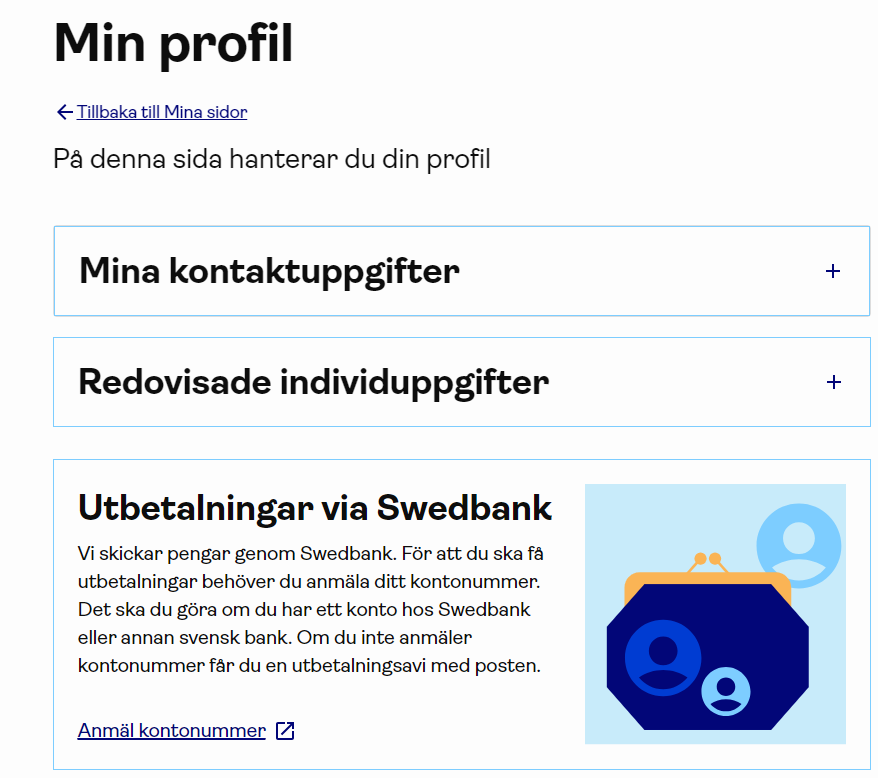 Min profil
Tillbaka till Mina sidor
På denna sida hanterar du din profil
Mina kontaktuppgifter
Redovisade individuppgifter
Utbetalningar via Swedbank
Vi skickar pengar genom Swedbank. För att du ska få
utbetalningar behöver du anmäla ditt kontonummer.
Det ska du göra om du har ett konto hos Swedbank
eller annan svensk bank. Om du inte anmäler
kontonummer får du en utbetalningsavi med posten.
Anmäl kontonummer